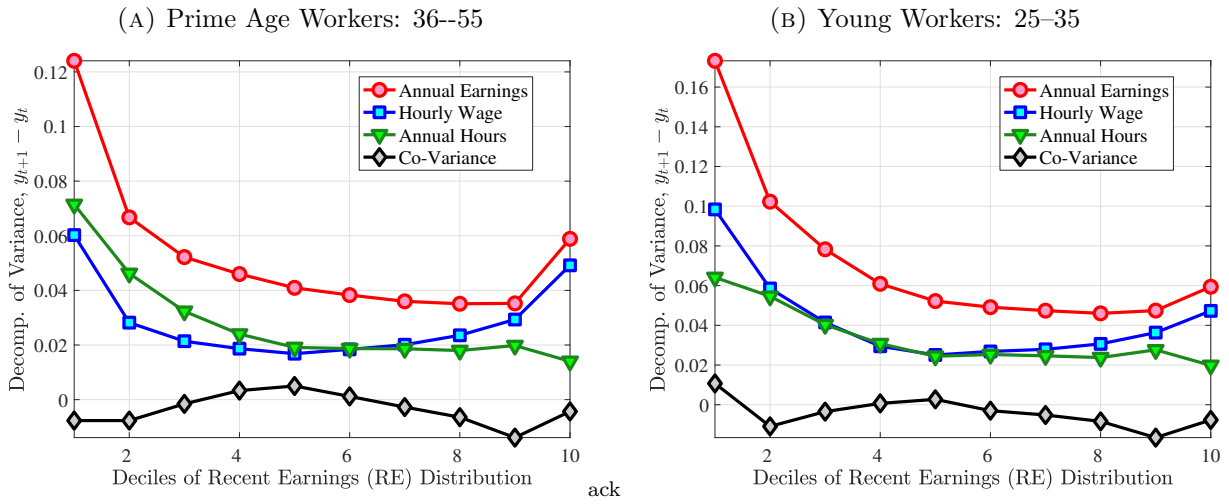 (A) Prime Age Workers: 36--55
Decomp. of Variance, y_{t+1} − y_t
0.12
0.1
0.08
0.06
0.04
0.02
0
Annual Earnings
Hourly Wage
Annual Hours
Co-Variance
2
4
6
8
10
Deciles of Recent Earnings (RE) Distribution
ack
(B) Young Workers: 25–35
Decomp. of Variance, y_{t+1} − y_t
0.16
0.14
0.12
0.1
0.08
0.06
0.04
0.02
0
Annual Earnings
Hourly Wage
Annual Hours
Co-Variance
2
4
6
8
10
Deciles of Recent Earnings (RE) Distribution